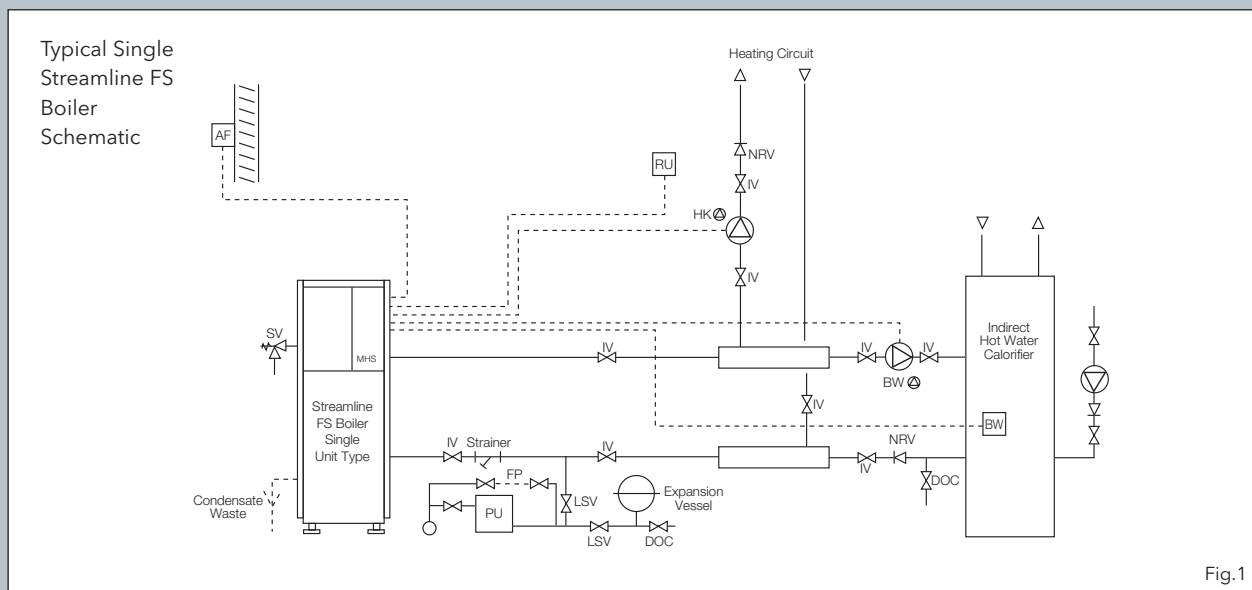 Typical Single
Streamline FS
Boiler
Schematic
Heating Circuit
AF
NRV
RU
IV
HK
IV
SV
MHS
IV
IV
IV
BW
Indirect
Hot Water
Calorifier
Streamline
FS Boiler
Single
Unit Type
IV
BW
IV
Strainer
IV
NRV
IV
FP
DOC
Condensate
Waste
LSV
PU
Expansion
Vessel
LSV
DOC
Fig.1